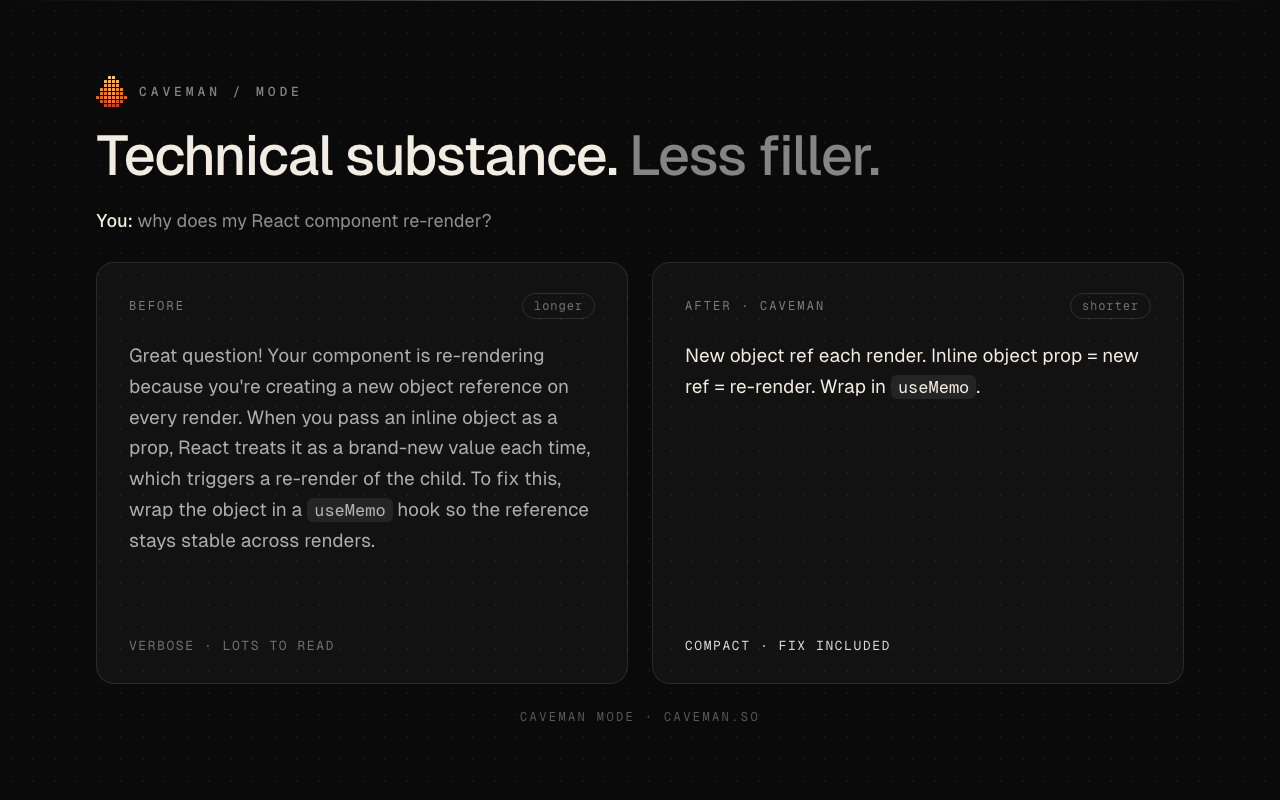 CAVEMAN / MODE
Technical substance. Less filler.
You: why does my React component re-render?
BEFORE
longer
Great question! Your component is re-rendering
because you're creating a new object reference on
every render. When you pass an inline object as a
prop, React treats it as a brand-new value each time,
which triggers a re-render of the child. To fix this,
wrap the object in a useMemo hook so the reference
stays stable across renders.
VERBOSE · LOTS TO READ
AFTER · CAVEMAN
shorter
New object ref each render. Inline object prop = new
ref = re-render. Wrap in useMemo.
COMPACT · FIX INCLUDED
CAVEMAN MODE · CAVEMAN.SO